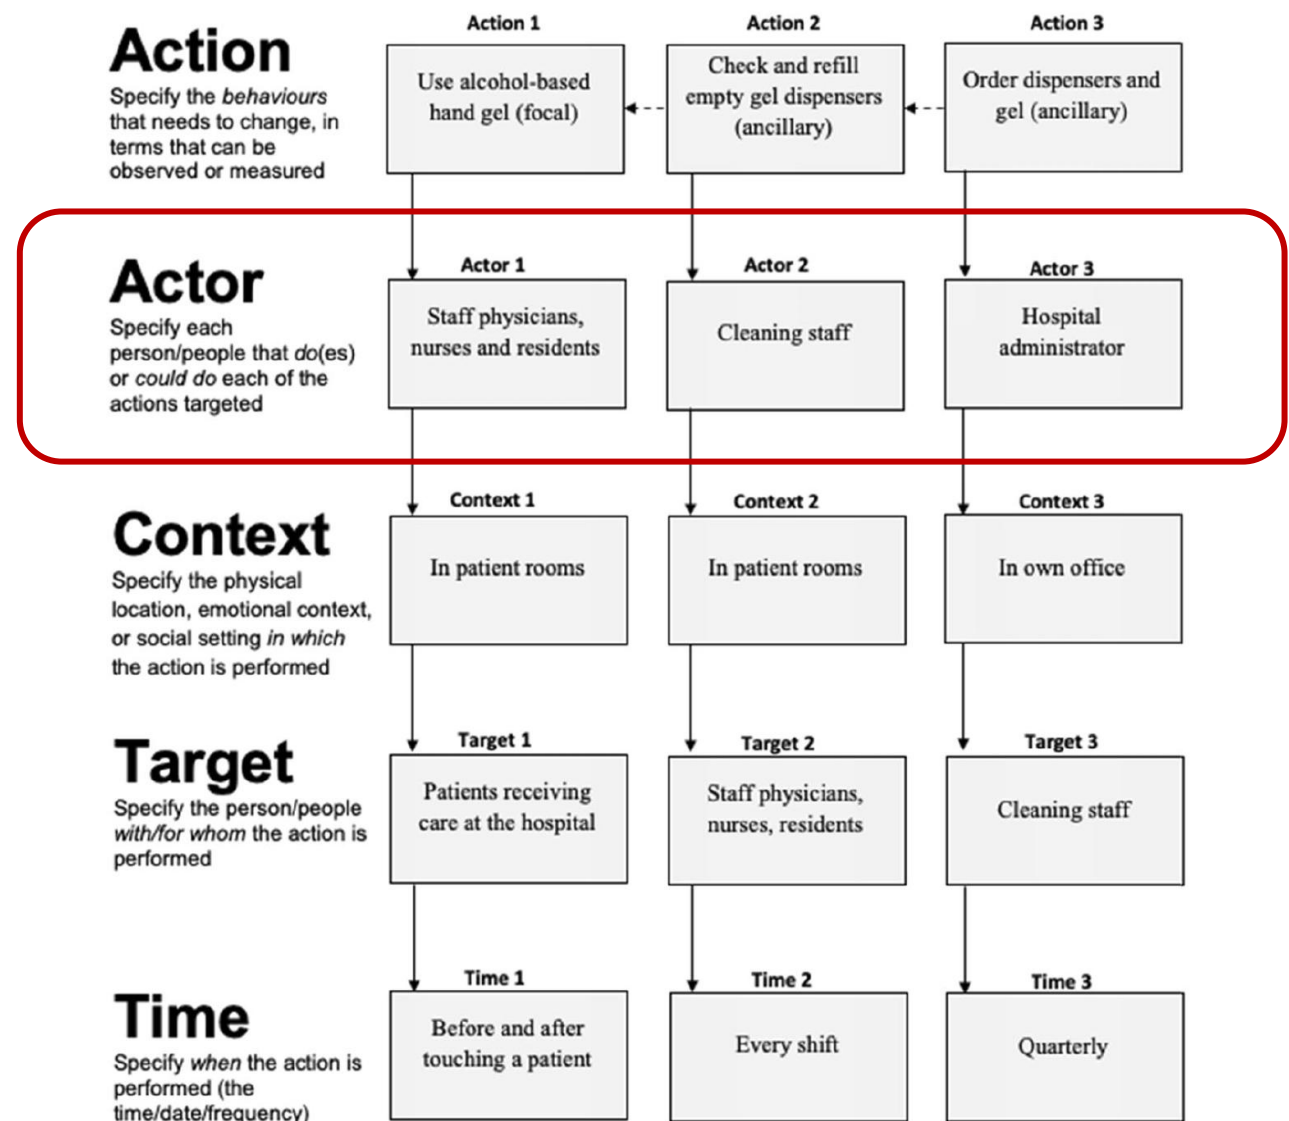 Action
Specify the behaviours
that needs to change, in
terms that can be
observed or measured
Action 1
Use alcohol-based
hand gel (focal)
Action 2
Check and refill
empty gel dispensers
(ancillary)
Action 3
Order dispensers and
gel (ancillary)
Actor
Specify each
person/people that do(es)
or could do each of the
actions targeted
Actor 1
Staff physicians,
nurses and residents
Actor 2
Cleaning staff
Actor 3
Hospital
administrator
Context
Specify the physical
location, emotional context,
or social setting in which
the action is performed
Context 1
In patient rooms
Context 2
In patient rooms
Context 3
In own office
Target
Specify the person/people
with/for whom the action is
performed
Target 1
Patients receiving
care at the hospital
Target 2
Staff physicians,
nurses, residents
Target 3
Cleaning staff
Time
Specify when the action is
performed (the
time/date/frequency)
Time 1
Before and after
touching a patient
Time 2
Every shift
Time 3
Quarterly